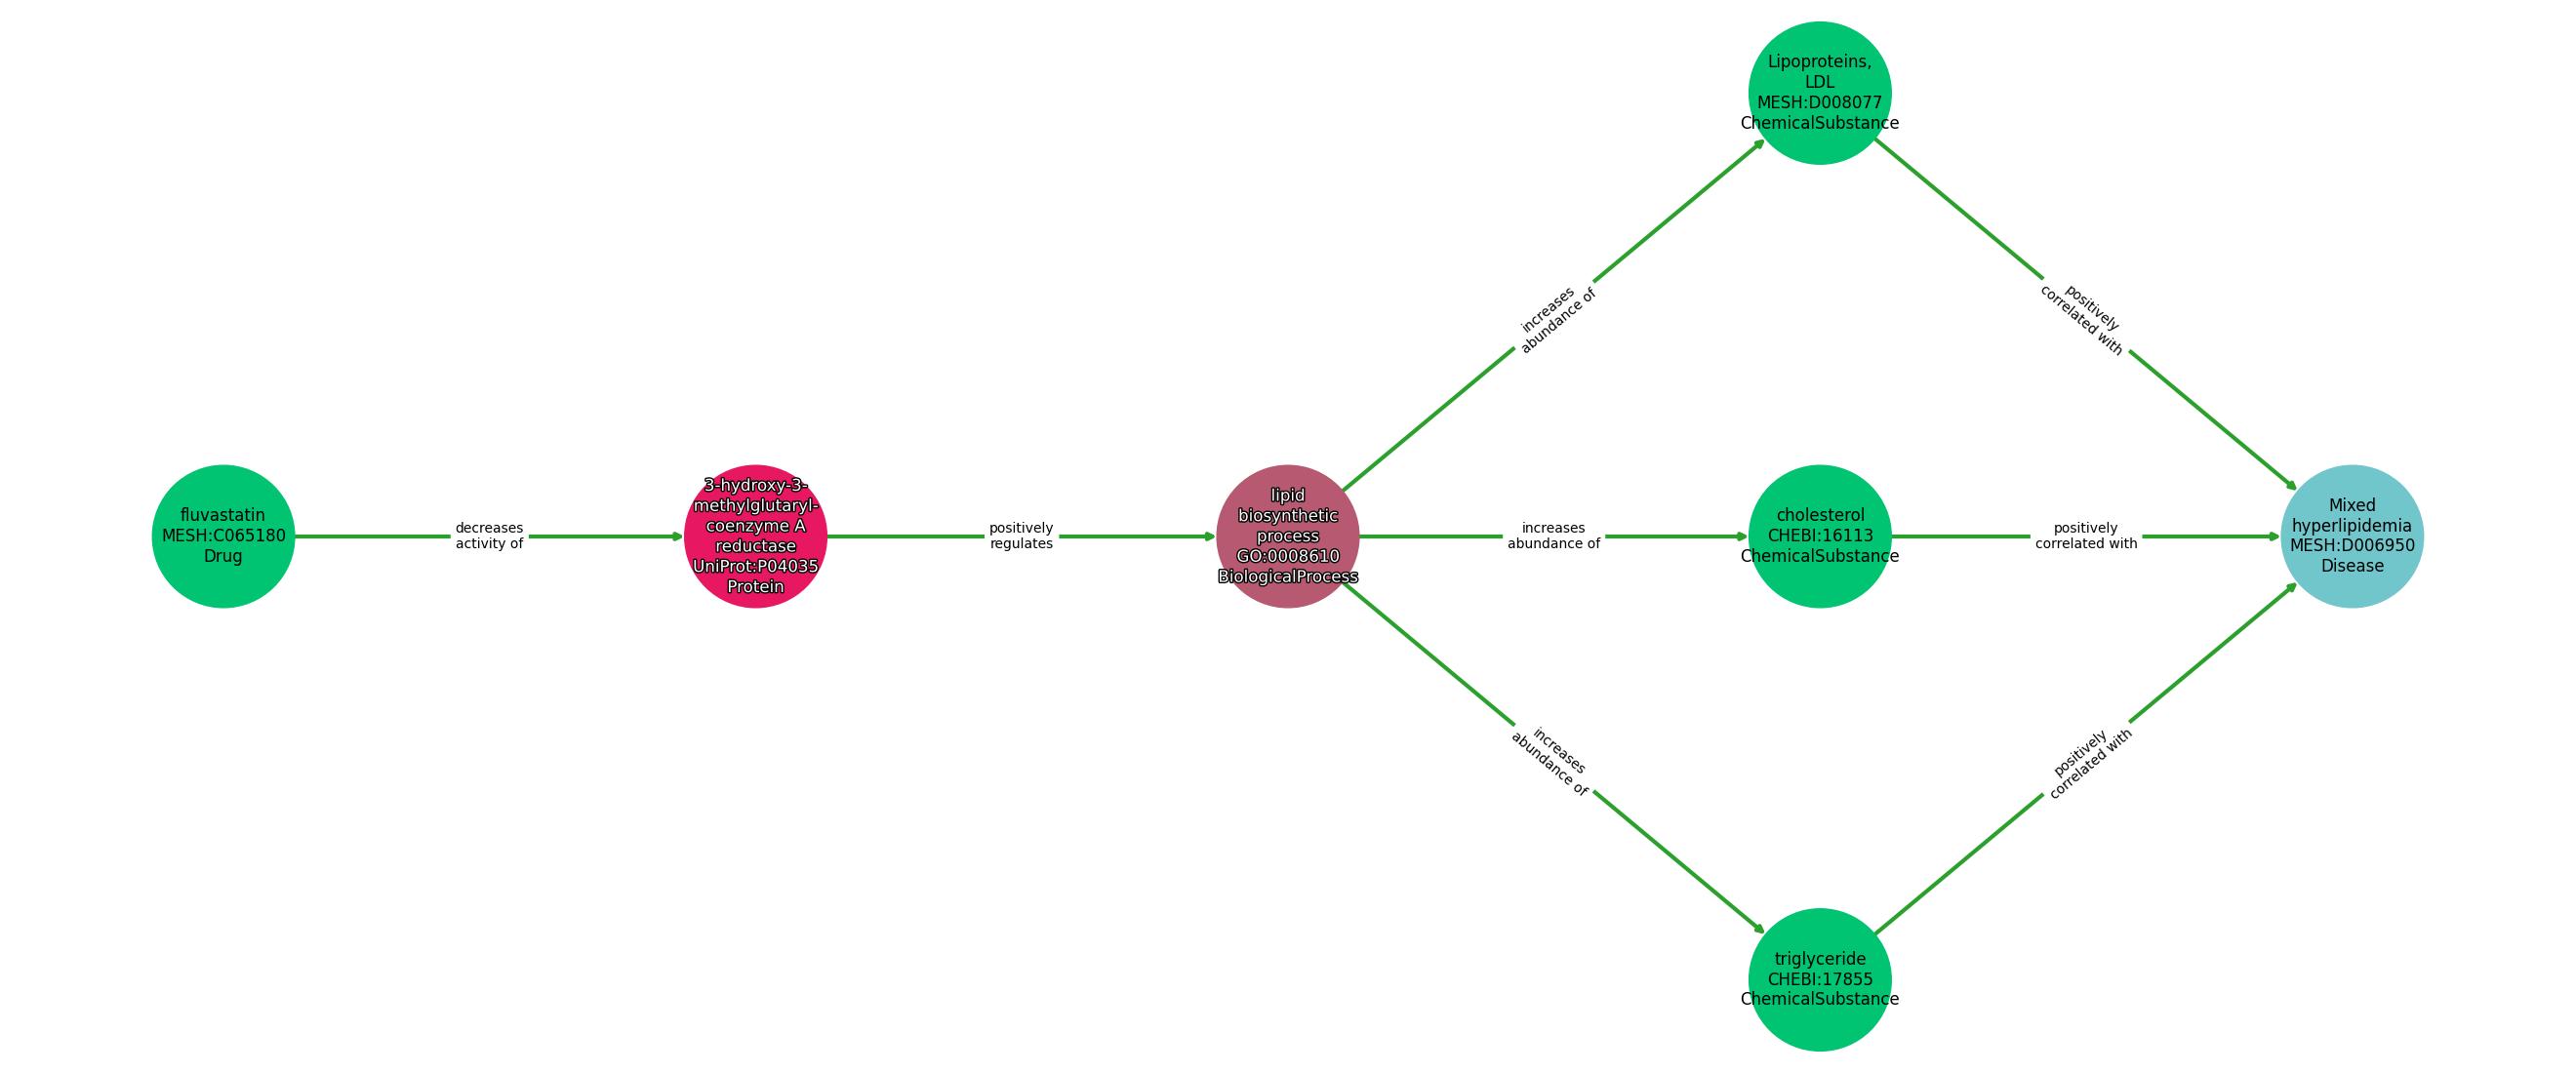 Lipoproteins,
LDL
MESH:D008077
ChemicalSubstance
increases
abundance of
positively
correlated with
fluvastatin
MESH:C065180
Drug
decreases
activity of
3-hydroxy-3-
methylglutaryl-
coenzyme A
reductase
UniProt:P04035
Protein
positively
regulates
lipid
biosynthetic
process
GO:0008610
BiologicalProcess
increases
abundance of
cholesterol
CHEBI:16113
ChemicalSubstance
positively
correlated with
Mixed
hyperlipidemia
MESH:D006950
Disease
increases
abundance of
positively
correlated with
triglyceride
CHEBI:17855
ChemicalSubstance